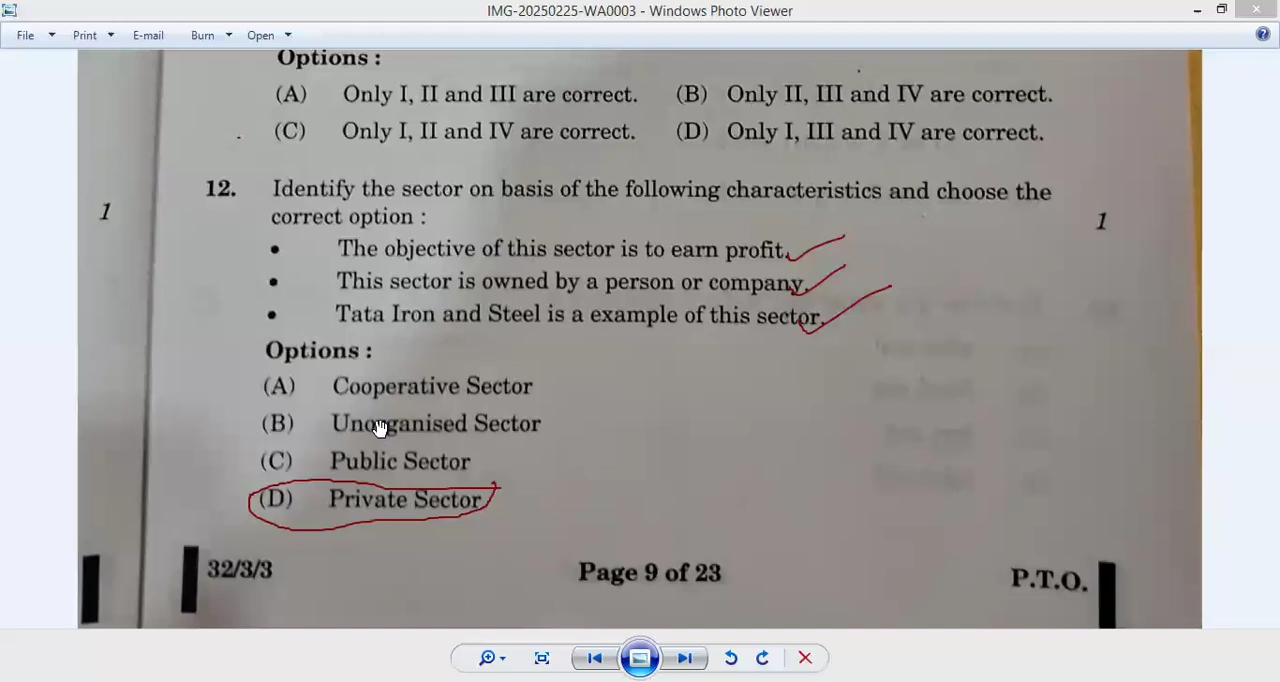 IMG-20250225-WA0003 - Windows Photo Viewer
File Print E-mail Burn Open
Options :
(A) Only I, II and III are correct. (B) Only II, III and IV are correct.
(C) Only I, II and IV are correct. (D) Only I, III and IV are correct.
12. Identify the sector on basis of the following characteristics and choose the
correct option :
1
1
• The objective of this sector is to earn profit.
• This sector is owned by a person or company.
• Tata Iron and Steel is a example of this sector.
Options :
(A) Cooperative Sector
(B) Unorganised Sector
(C) Public Sector
(D) Private Sector
32/3/3 Page 9 of 23 P.T.O.